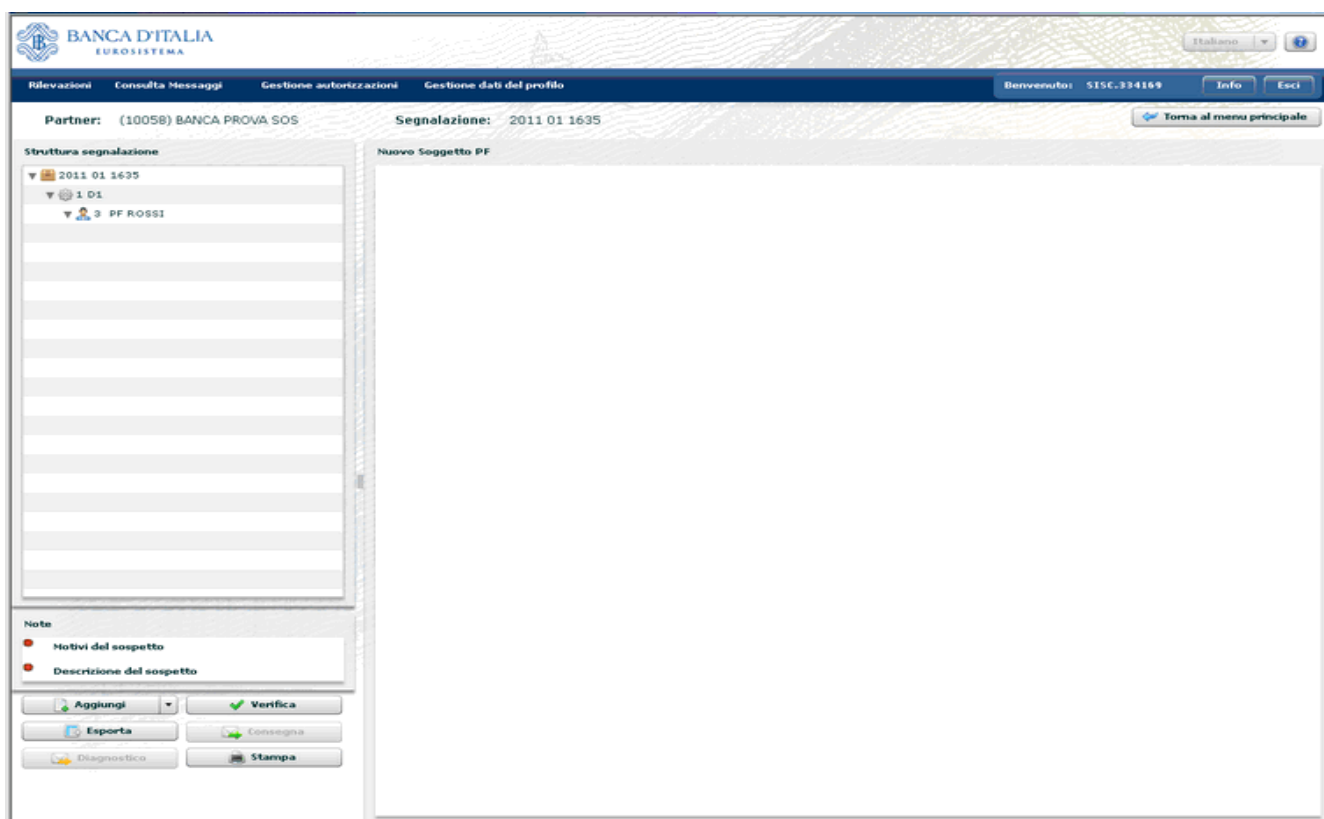 BANCA D'ITALIA
EUROSISTEMA
Italiano
Rilevazioni Consulta Messaggi Gestione autorizzazioni Gestione dati del profilo Benvenuto: SISC.334169 Info Esci
Partner: (10058) BANCA PROVA SOS Segnalazione: 2011 01 1635 Torna al menu principale
Struttura segnalazione Nuovo Soggetto PF
2011 01 1635
1 D1
3 PF ROSSI
Note
Motivi del sospetto
Descrizione del sospetto
Aggiungi Verifica
Esporta Consegna
Diagnostico Stampa